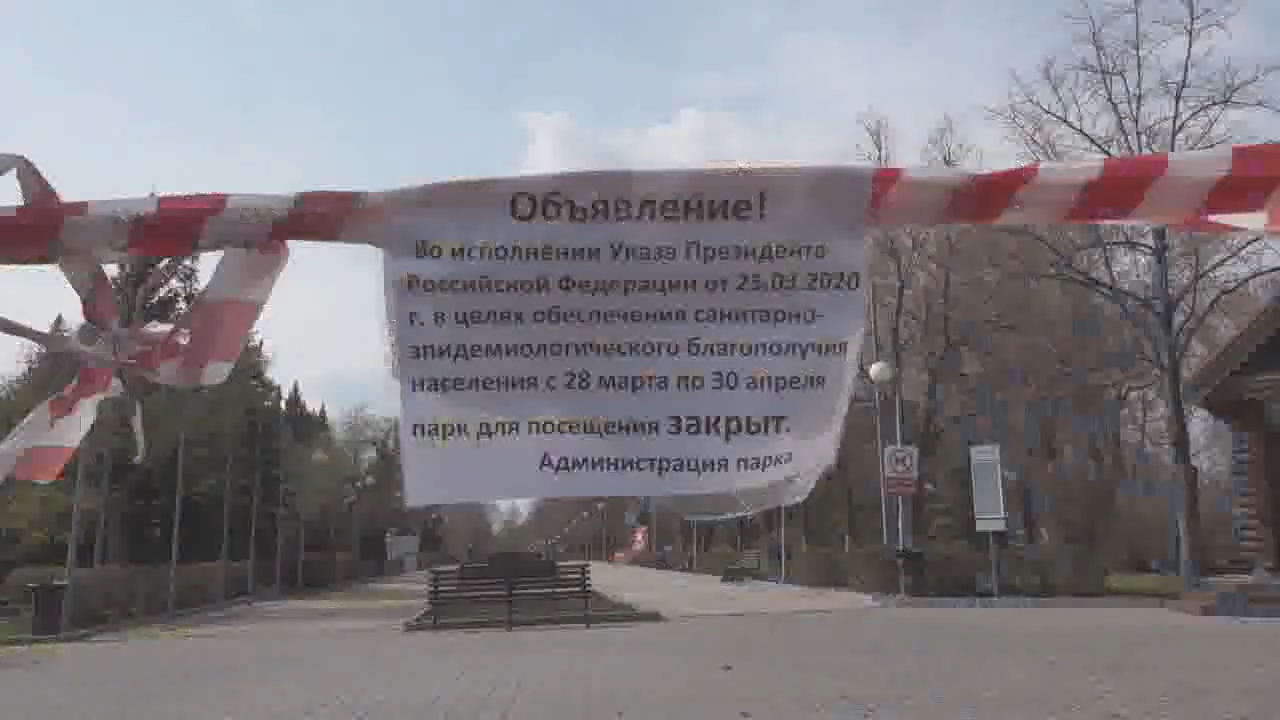 Объявление!
Во исполнении Указа Президента
Российской Федерации от 25.03.2020
г. в целях обеспечения санитарно-
эпидемиологического благополучия
населения с 28 марта по 30 апреля
парк для посещения закрыт.
Администрация парка